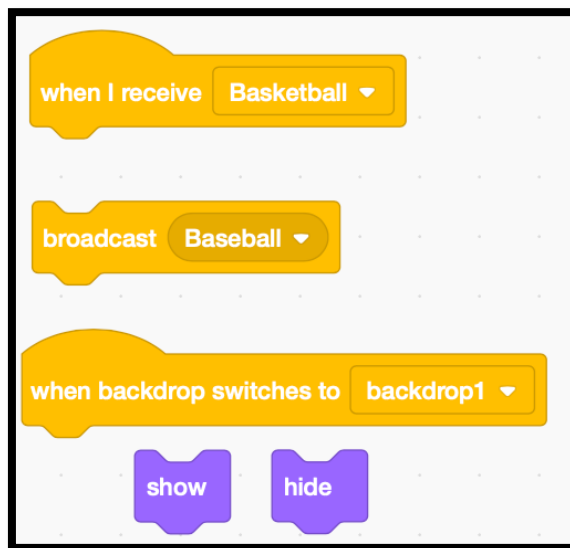 when I receive Basketball
broadcast Baseball
when backdrop switches to backdrop1
show hide